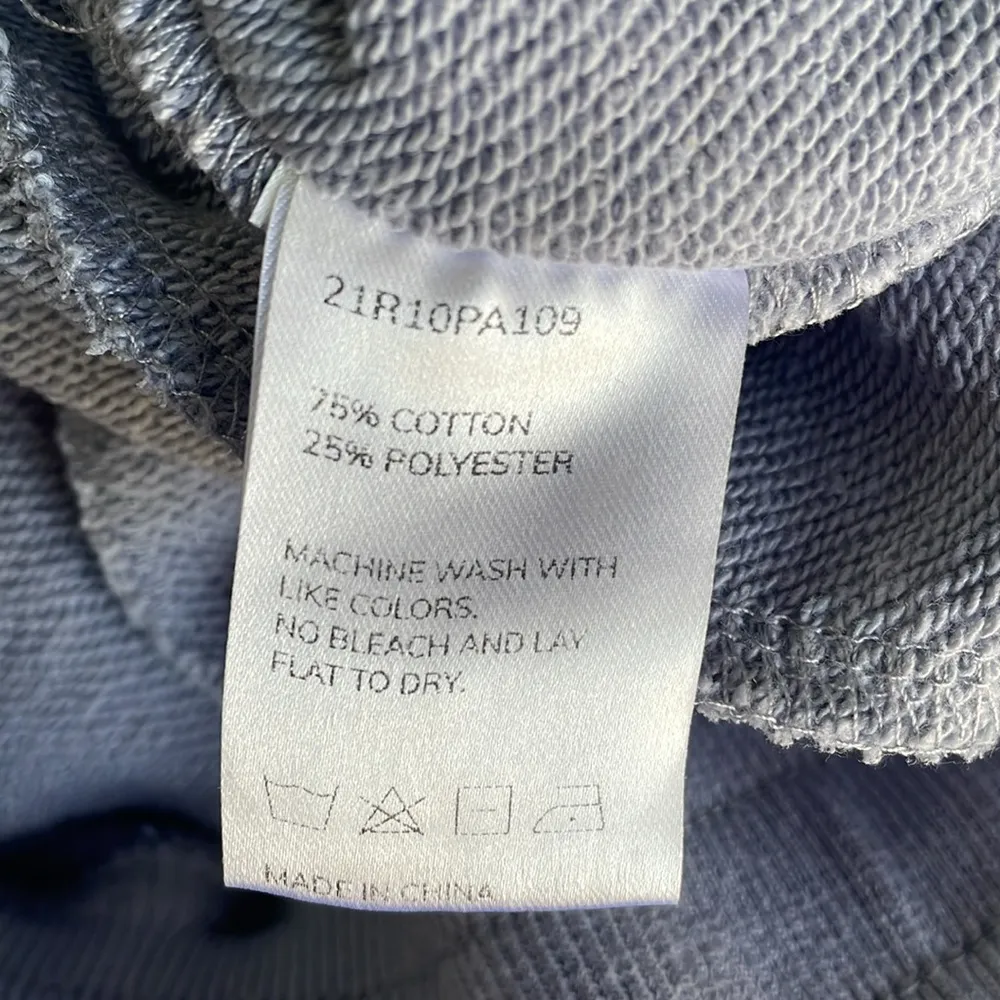 21R10PA109
75% COTTON
25% POLYESTER
MACHINE WASH WITH
LIKE COLORS.
NO BLEACH AND LAY
FLAT TO DRY.
MADE IN CHINA